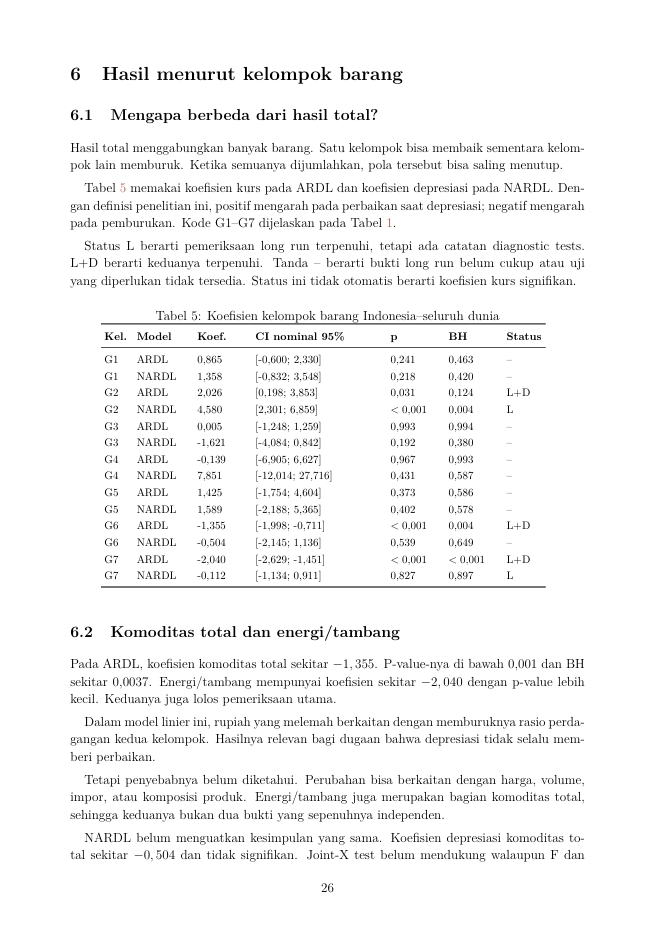 6 Hasil menurut kelompok barang
6.1 Mengapa berbeda dari hasil total?
Hasil total menggabungkan banyak barang. Satu kelompok bisa membaik sementara kelom-
pok lain memburuk. Ketika semuanya dijumlahkan, pola tersebut bisa saling menutup.
Tabel 5 memakai koefisien kurs pada ARDL dan koefisien depresiasi pada NARDL. Den-
gan definisi penelitian ini, positif mengarah pada perbaikan saat depresiasi; negatif mengarah
pada pemburukan. Kode G1–G7 dijelaskan pada Tabel 1.
Status L berarti pemeriksaan long run terpenuhi, tetapi ada catatan diagnostic tests.
L+D berarti keduanya terpenuhi. Tanda – berarti bukti long run belum cukup atau uji
yang diperlukan tidak tersedia. Status ini tidak otomatis berarti koefisien kurs signifikan.
Tabel 5: Koefisien kelompok barang Indonesia–seluruh dunia
Kel. Model Koef. CI nominal 95% p BH Status
G1 ARDL 0,865 [-0,600; 2,330] 0,241 0,463 –
G1 NARDL 1,358 [-0,832; 3,548] 0,218 0,420 –
G2 ARDL 2,026 [0,198; 3,853] 0,031 0,124 L+D
G2 NARDL 4,580 [2,301; 6,859] < 0,001 0,004 L
G3 ARDL 0,005 [-1,248; 1,259] 0,993 0,994 –
G3 NARDL -1,621 [-4,084; 0,842] 0,192 0,380 –
G4 ARDL -0,139 [-6,905; 6,627] 0,967 0,993 –
G4 NARDL 7,851 [-12,014; 27,716] 0,431 0,587 –
G5 ARDL 1,425 [-1,754; 4,604] 0,373 0,586 –
G5 NARDL 1,589 [-2,188; 5,365] 0,402 0,578 –
G6 ARDL -1,355 [-1,998; -0,711] < 0,001 0,004 L+D
G6 NARDL -0,504 [-2,145; 1,136] 0,539 0,649 –
G7 ARDL -2,040 [-2,629; -1,451] < 0,001 < 0,001 L+D
G7 NARDL -0,112 [-1,134; 0,911] 0,827 0,897 L
6.2 Komoditas total dan energi/tambang
Pada ARDL, koefisien komoditas total sekitar −1, 355. P-value-nya di bawah 0,001 dan BH
sekitar 0,0037. Energi/tambang mempunyai koefisien sekitar −2, 040 dengan p-value lebih
kecil. Keduanya juga lolos pemeriksaan utama.
Dalam model linier ini, rupiah yang melemah berkaitan dengan memburuknya rasio perda-
gangan kedua kelompok. Hasilnya relevan bagi dugaan bahwa depresiasi tidak selalu mem-
beri perbaikan.
Tetapi penyebabnya belum diketahui. Perubahan bisa berkaitan dengan harga, volume,
impor, atau komposisi produk. Energi/tambang juga merupakan bagian komoditas total,
sehingga keduanya bukan dua bukti yang sepenuhnya independen.
NARDL belum menguatkan kesimpulan yang sama. Koefisien depresiasi komoditas to-
tal sekitar −0, 504 dan tidak signifikan. Joint-X test belum mendukung walaupun F dan
26